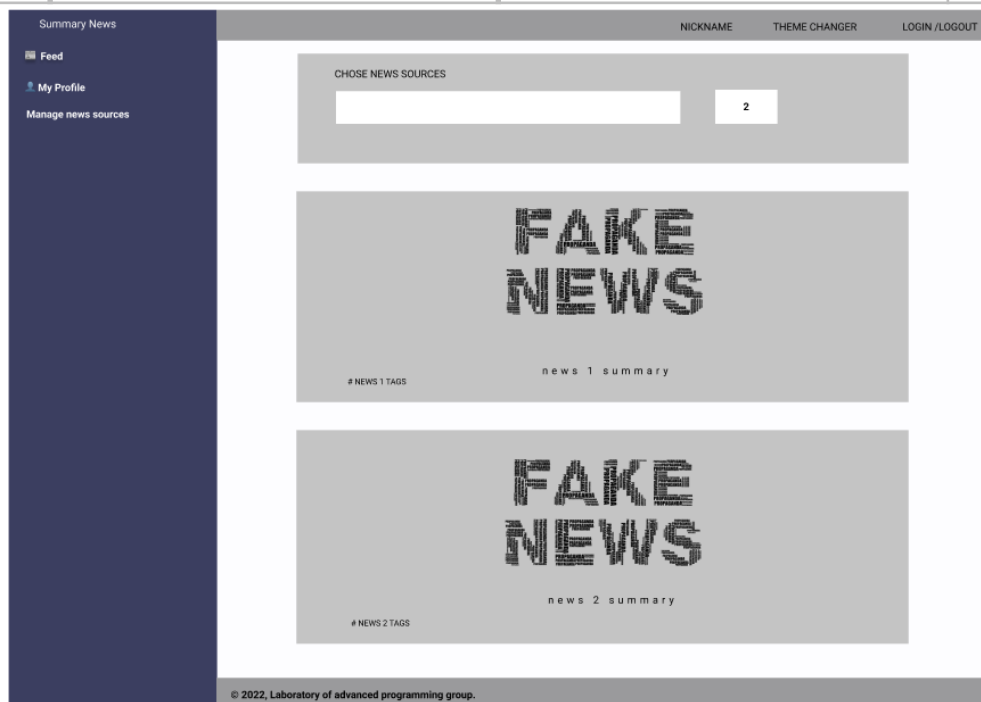 Summary News
NICKNAME THEME CHANGER LOGIN /LOGOUT
Feed
My Profile
Manage news sources
CHOSE NEWS SOURCES
2
FAKE
NEWS
news 1 summary
# NEWS 1 TAGS
FAKE
NEWS
news 2 summary
# NEWS 2 TAGS
© 2022, Laboratory of advanced programming group.